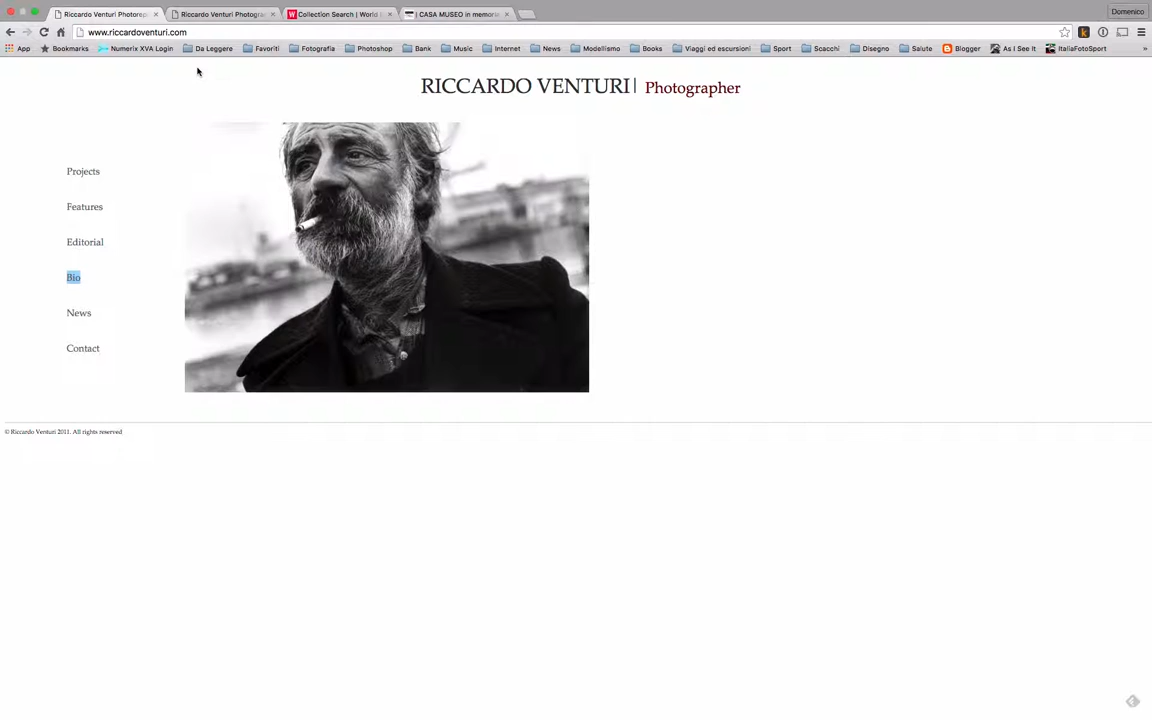 Riccardo Venturi Photorep
Riccardo Venturi Photogra
Collection Search | World
| CASA MUSEO in memorie
Domenico
www.riccardoventuri.com
App
Bookmarks
Numerix XVA Login
Da Leggere
Favoriti
Fotografia
Photoshop
Bank
Music
Internet
News
Modellismo
Books
Viaggi ed escursioni
Sport
Scacchi
Disegno
Salute
Blogger
As I See It
ItaliaFotoSport
»
RICCARDO VENTURI| Photographer
Projects
Features
Editorial
Bio
News
Contact
© Riccardo Venturi 2011. All rights reserved